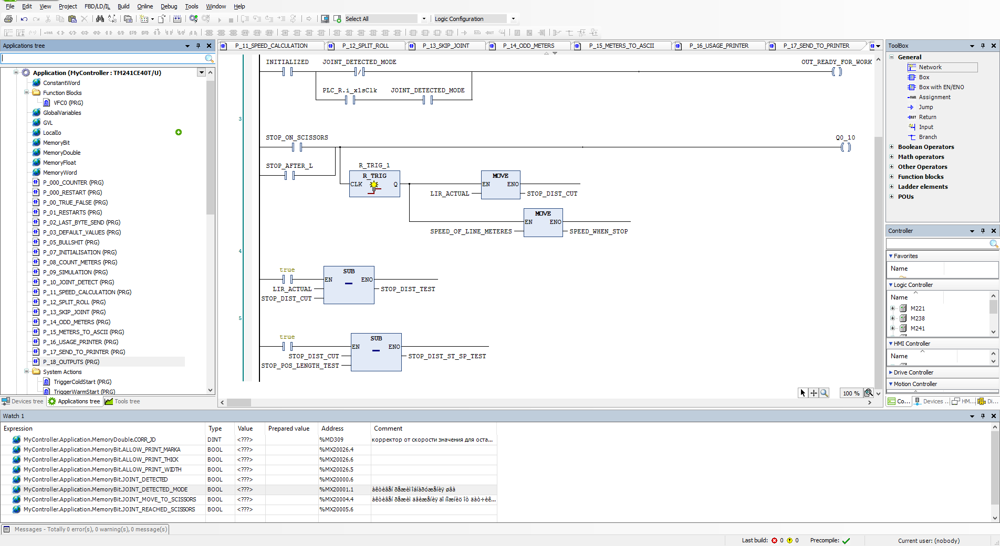 File Edit View Project FBD/LD/IL Build Online Debug Tools Window Help
Select All Logic Configuration
Applications tree
P_11_SPEED_CALCULATION P_12_SPLIT_ROLL P_13_SKIP_JOINT P_14_ODD_METERS P_15_METERS_TO_ASCII P_16_USAGE_PRINTER P_17_SEND_TO_PRINTER
Application (MyController : TM241CE40T/U)
ConstantWord
Function Blocks
VFC0 (PRG)
GlobalVariables
GVL
LocalIo
MemoryBit
MemoryDouble
MemoryFloat
MemoryWord
P_000_COUNTER (PRG)
P_000_RESTART (PRG)
P_00_TRUE_FALSE (PRG)
P_01_RESTARTS (PRG)
P_02_LAST_BYTE_SEND (PRG)
P_03_DEFAULT_VALUES (PRG)
P_05_BULLSHIT (PRG)
P_07_INITIALISATION (PRG)
P_08_COUNT_METERS (PRG)
P_09_SIMULATION (PRG)
P_10_JOINT_DETECT (PRG)
P_11_SPEED_CALCULATION (PRG)
P_12_SPLIT_ROLL (PRG)
P_13_SKIP_JOINT (PRG)
P_14_ODD_METERS (PRG)
P_15_METERS_TO_ASCII (PRG)
P_16_USAGE_PRINTER (PRG)
P_17_SEND_TO_PRINTER (PRG)
P_18_OUTPUTS (PRG)
System Actions
TriggerColdStart (PRG)
TriggerWarmStart (PRG)
Devices tree Applications tree Tools tree
INITIALIZED JOINT_DETECTED_MODE OUT_READY_FOR_WORK
PLC_R.i_x1sClk JOINT_DETECTED_MODE
3
STOP_ON_SCISSORS Q0_10
STOP_AFTER_L R_TRIG_1
R_TRIG MOVE
CLK Q EN ENO
LIR_ACTUAL STOP_DIST_CUT
MOVE
EN ENO
SPEED_OF_LINE_METERES SPEED_WHEN_STOP
4
true SUB
EN ENO
LIR_ACTUAL STOP_DIST_TEST
STOP_DIST_CUT
5
true SUB
EN ENO
STOP_DIST_CUT STOP_DIST_ST_SP_TEST
STOP_POS_LENGTH_TEST
100 %
ToolBox
General
Network
Box
Box with EN/ENO
Assignment
Jump
Return
Input
Branch
Boolean Operators
Math operators
Other Operators
Function blocks
Ladder elements
POUs
Controller
Favorites
Name
Logic Controller
Name
M221
M238
M241
HMI Controller
Name
Drive Controller
Motion Controller
Co... Devices ... HM... Di...
Watch 1
Expression Type Value Prepared value Address Comment
MyController.Application.MemoryDouble.CORR_JD DINT <???> %MD309 корректор от скорости значения для оста...
MyController.Application.MemoryBit.ALLOW_PRINT_MARKA BOOL <???> %MX20026.4
MyController.Application.MemoryBit.ALLOW_PRINT_THICK BOOL <???> %MX20026.6
MyController.Application.MemoryBit.ALLOW_PRINT_WIDTH BOOL <???> %MX20026.5
MyController.Application.MemoryBit.JOINT_DETECTED BOOL <???> %MX20000.6
MyController.Application.MemoryBit.JOINT_DETECTED_MODE BOOL <???> %MX20001.1 àêòèâåí ðåæèì îáíàðóæåíèÿ øâà
MyController.Application.MemoryBit.JOINT_MOVE_TO_SCISSORS BOOL <???> %MX20004.4 àêòèâåí ðåæèì äâèæåíèÿ äî íîæíèö îò äàò÷èê...
MyController.Application.MemoryBit.JOINT_REACHED_SCISSORS BOOL <???> %MX20005.6
Messages - Totally 0 error(s), 0 warning(s), 0 message(s)
Last build: 0 0 Precompile: Current user: (nobody)